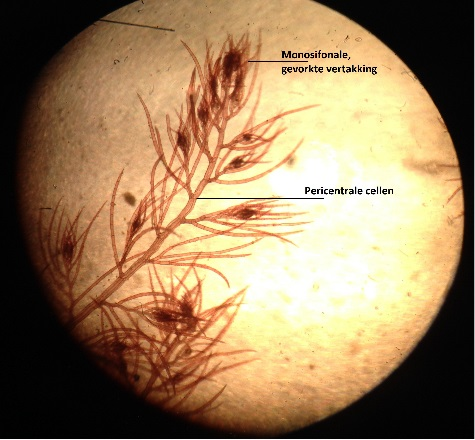 Monosifonale,
gevorkte vertakking
Pericentrale cellen